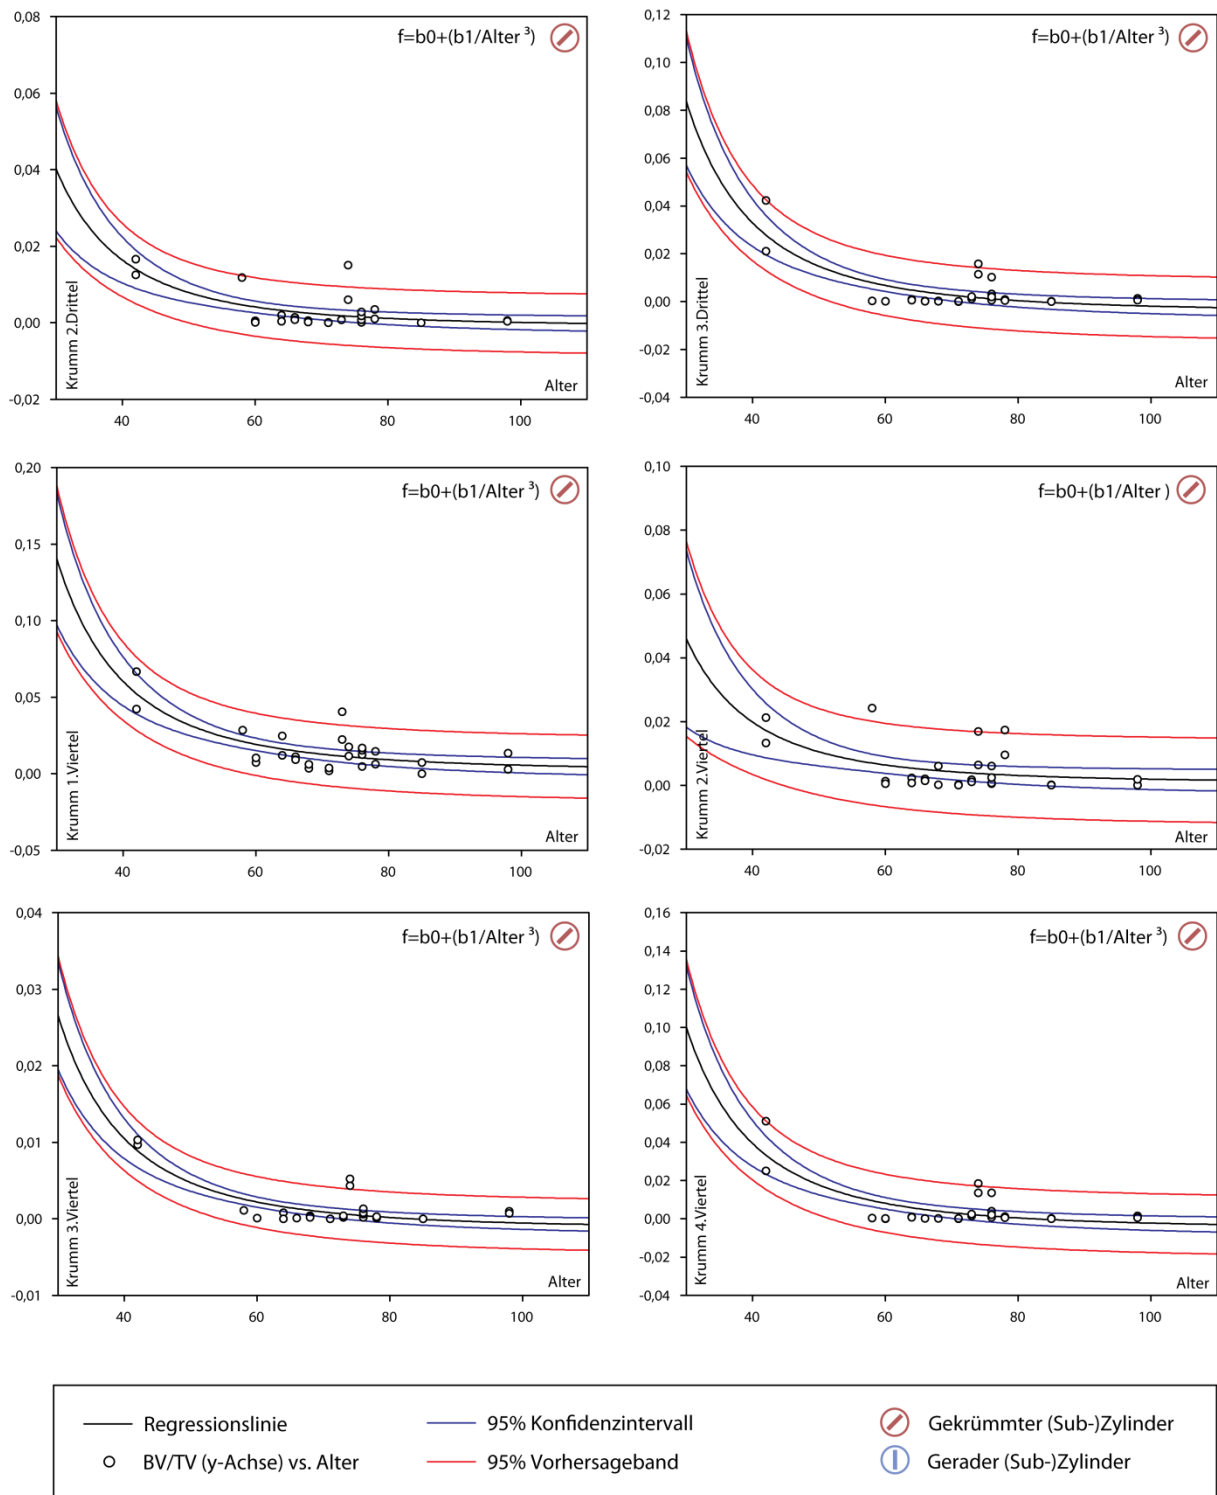 0,08
f=b0+(b1/Alter ³)
0,06
0,04
0,02
0,00
-0,02
Krumm 2.Drittel
Alter
40 60 80 100
0,12
f=b0+(b1/Alter ³)
0,10
0,08
0,06
0,04
0,02
0,00
-0,02
-0,04
Krumm 3.Drittel
Alter
40 60 80 100
0,20
f=b0+(b1/Alter ³)
0,15
0,10
0,05
0,00
-0,05
Krumm 1.Viertel
Alter
40 60 80 100
0,10
f=b0+(b1/Alter )
0,08
0,06
0,04
0,02
0,00
-0,02
Krumm 2.Viertel
Alter
40 60 80 100
0,04
f=b0+(b1/Alter ³)
0,03
0,02
0,01
0,00
-0,01
Krumm 3.Viertel
Alter
40 60 80 100
0,16
f=b0+(b1/Alter ³)
0,14
0,12
0,10
0,08
0,06
0,04
0,02
0,00
-0,02
-0,04
Krumm 4.Viertel
Alter
40 60 80 100
Regressionslinie
95% Konfidenzintervall
Gekrümmter (Sub-)Zylinder
BV/TV (y-Achse) vs. Alter
95% Vorhersageband
Gerader (Sub-)Zylinder